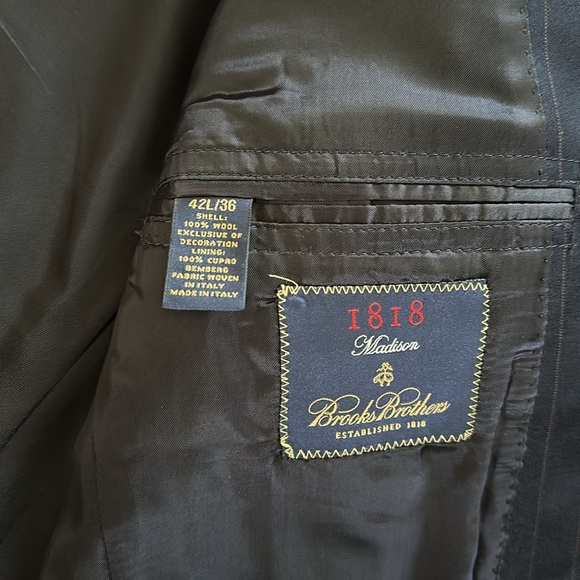 42L/36
SHELL:
100% WOOL
EXCLUSIVE OF
DECORATION
LINING:
100% CUPRO
BEMBERG
FABRIC WOVEN
IN ITALY
MADE IN ITALY
1818
Madison
Brooks Brothers
ESTABLISHED 1818